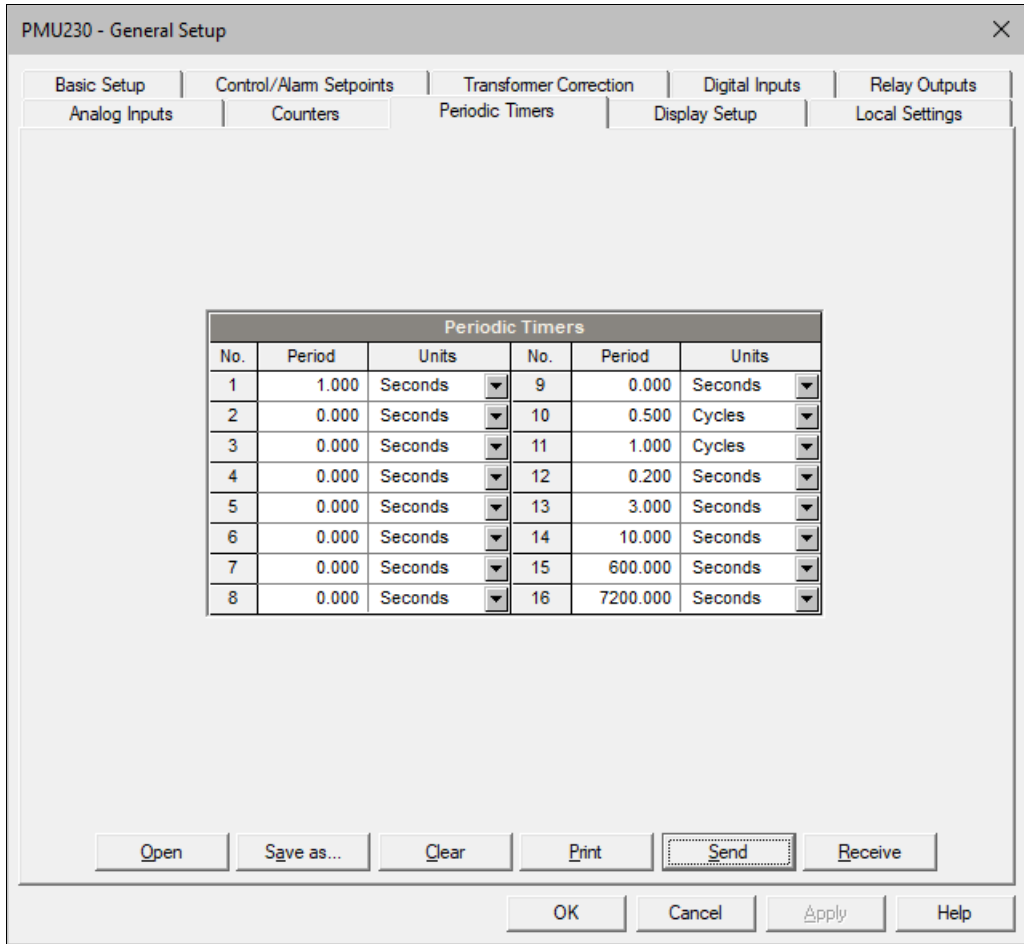 PMU230 - General Setup
Basic Setup Control/Alarm Setpoints Transformer Correction Digital Inputs Relay Outputs
Analog Inputs Counters Periodic Timers Display Setup Local Settings
Periodic Timers
No. Period Units No. Period Units
1 1.000 Seconds 9 0.000 Seconds
2 0.000 Seconds 10 0.500 Cycles
3 0.000 Seconds 11 1.000 Cycles
4 0.000 Seconds 12 0.200 Seconds
5 0.000 Seconds 13 3.000 Seconds
6 0.000 Seconds 14 10.000 Seconds
7 0.000 Seconds 15 600.000 Seconds
8 0.000 Seconds 16 7200.000 Seconds
Open Save as... Clear Print Send Receive
OK Cancel Apply Help